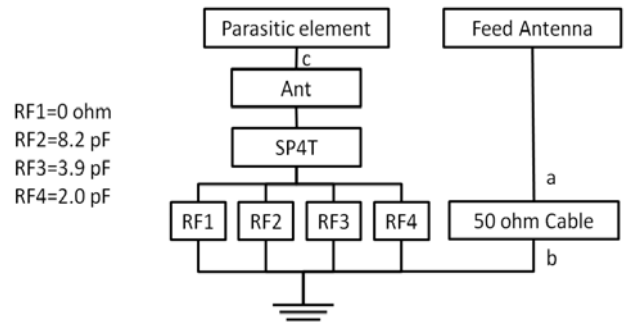 Parasitic element
Feed Antenna
c
Ant
RF1=0 ohm
RF2=8.2 pF
RF3=3.9 pF
RF4=2.0 pF
SP4T
a
RF1
RF2
RF3
RF4
50 ohm Cable
b